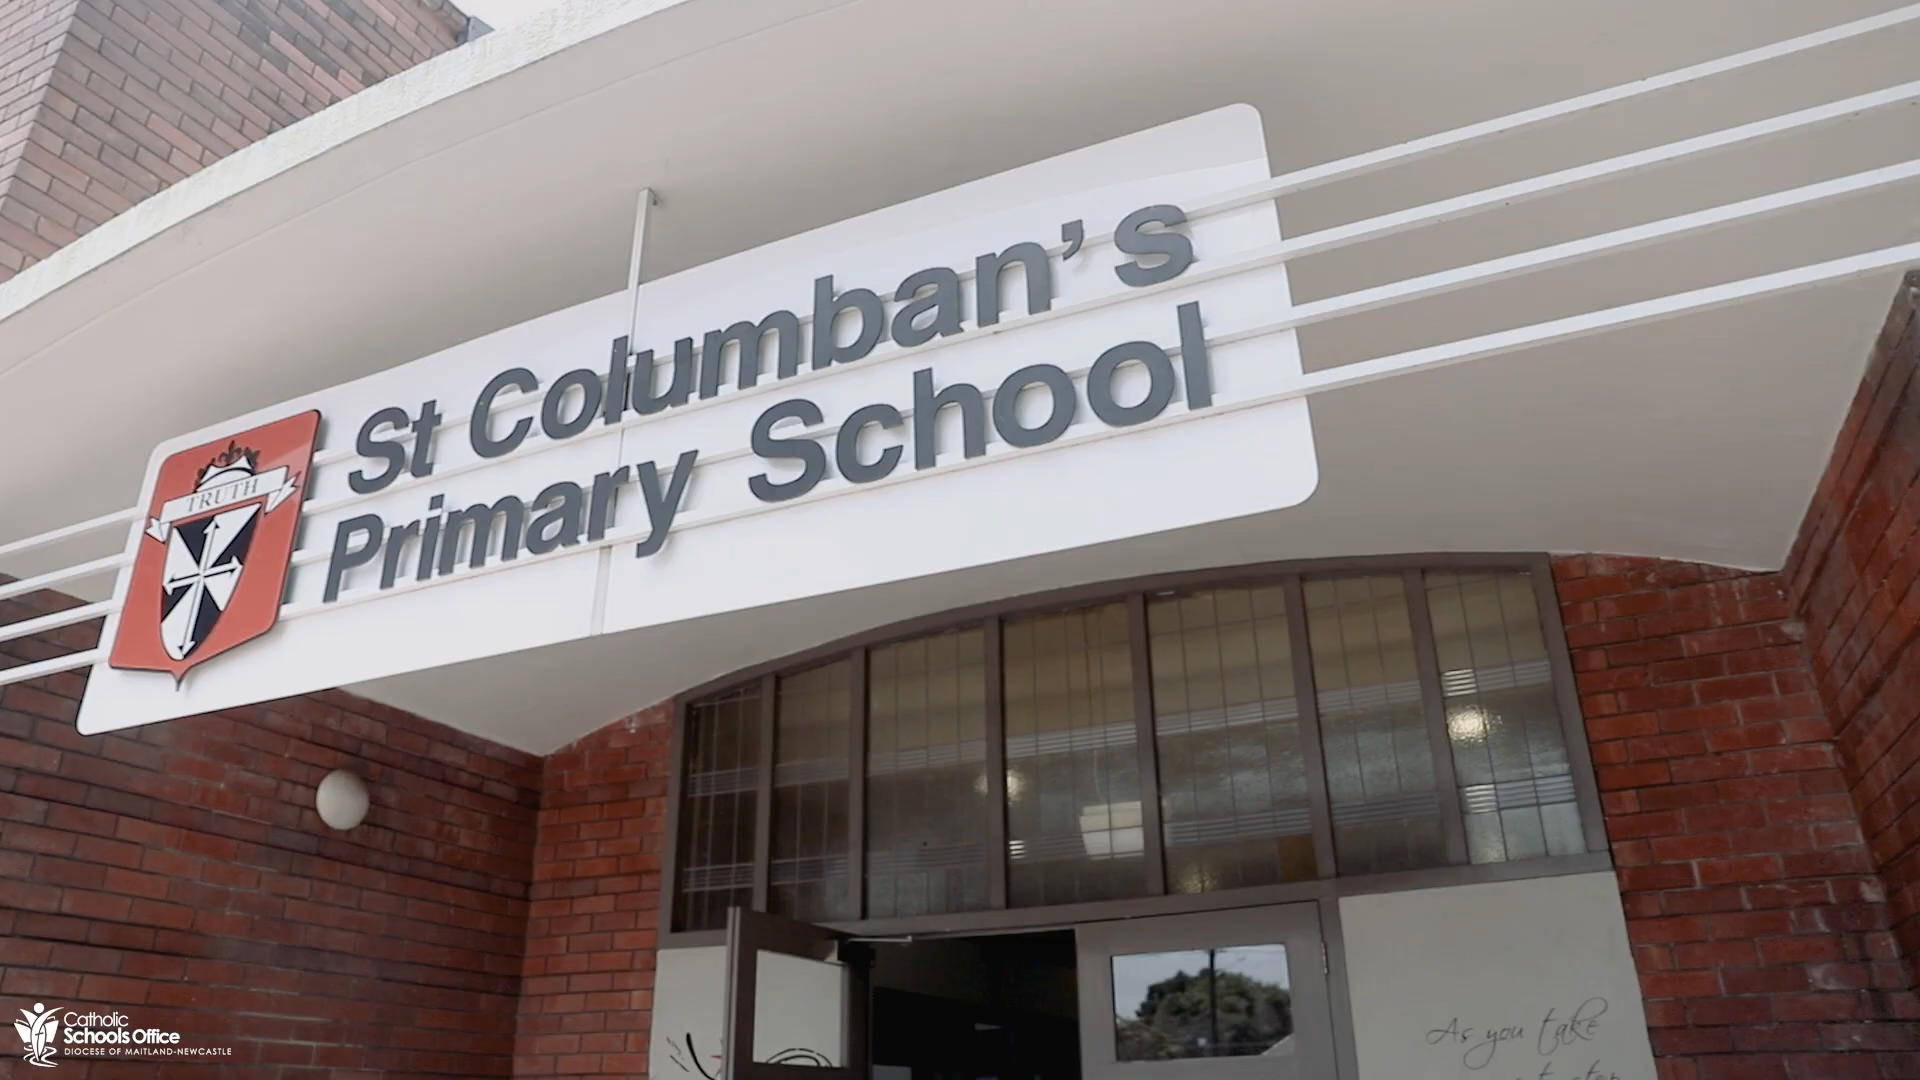 St Columban's
Primary School
TRUTH
As you take
Catholic
Schools Office
DIOCESE OF MAITLAND-NEWCASTLE